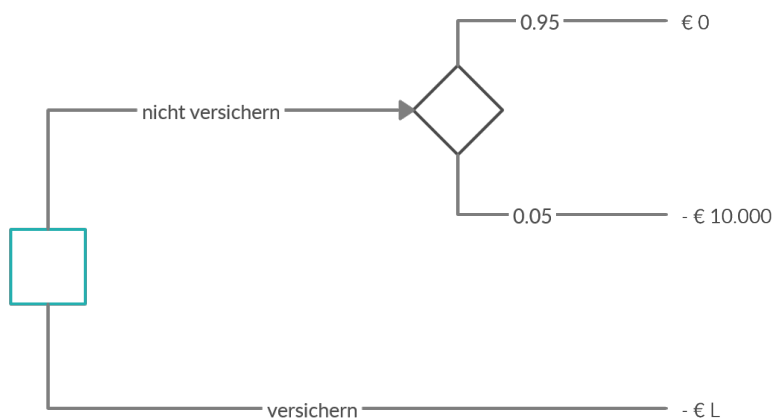 0.95 € 0
nicht versichern
0.05 - € 10.000
versichern - € L